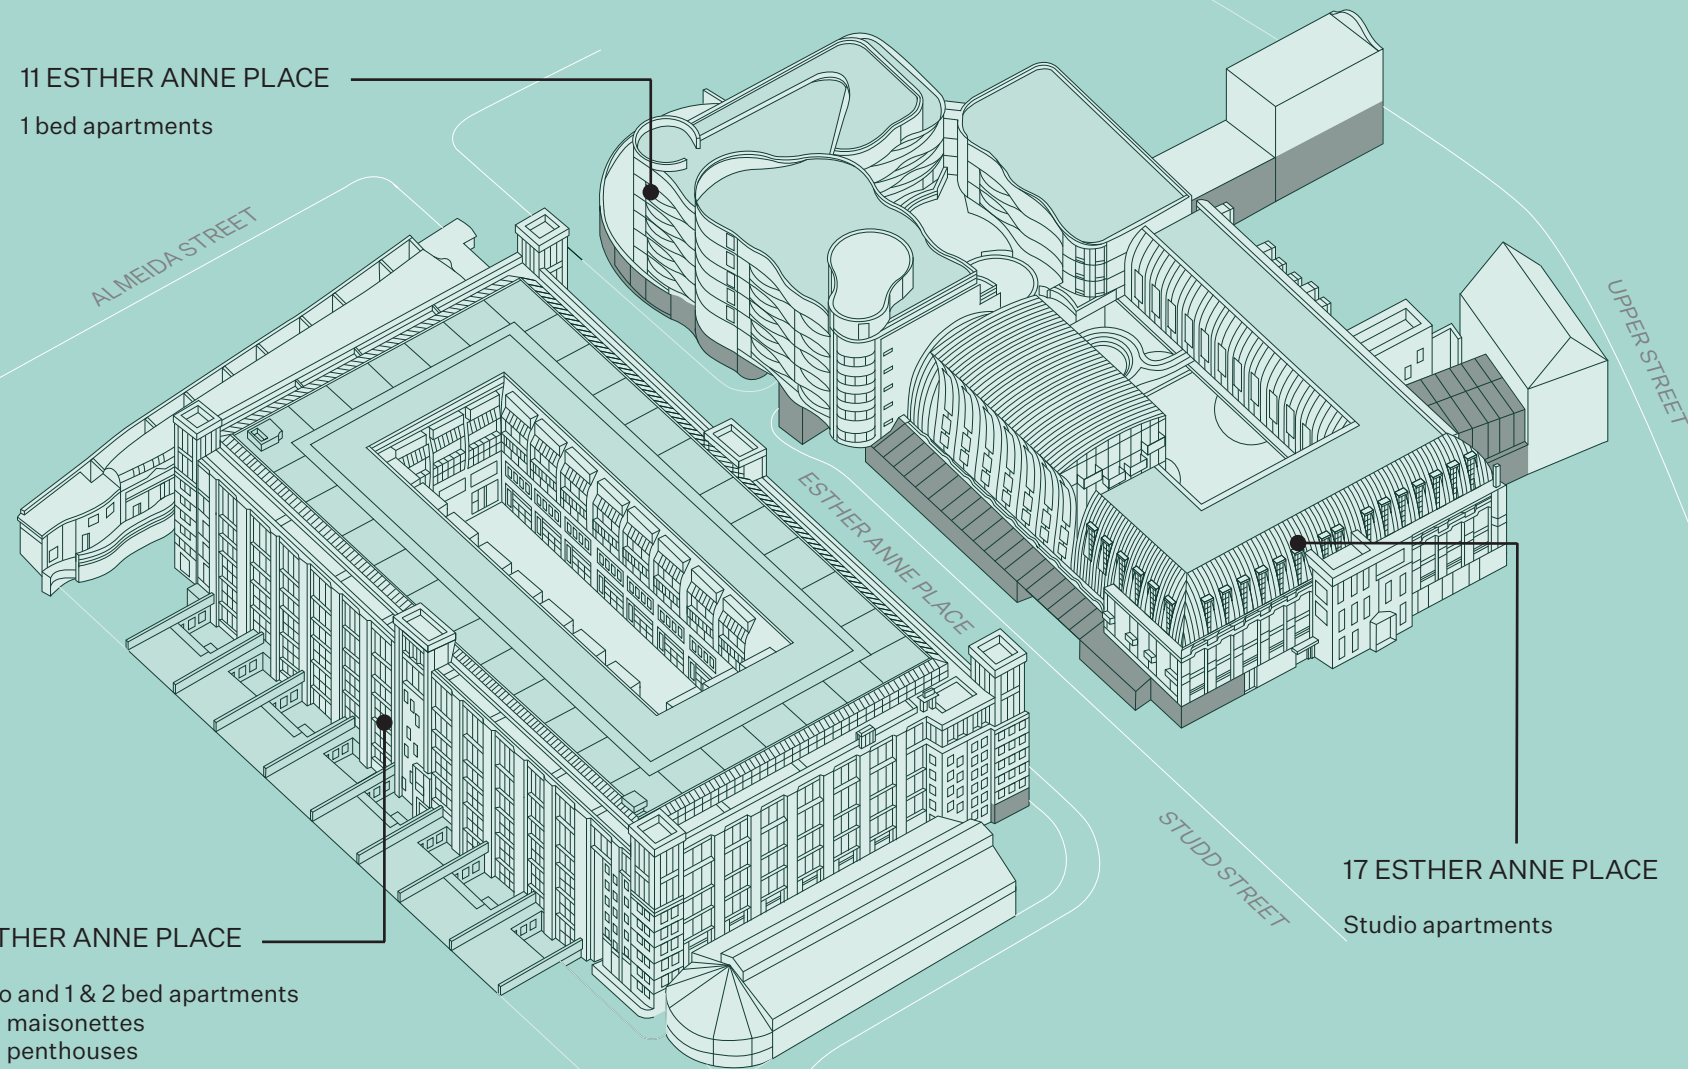 11 ESTHER ANNE PLACE
1 bed apartments
ALMEIDA STREET
UPPER STREET
ESTHER ANNE PLACE
STUDD STREET
17 ESTHER ANNE PLACE
Studio apartments
THER ANNE PLACE
o and 1 & 2 bed apartments
maisonettes
penthouses